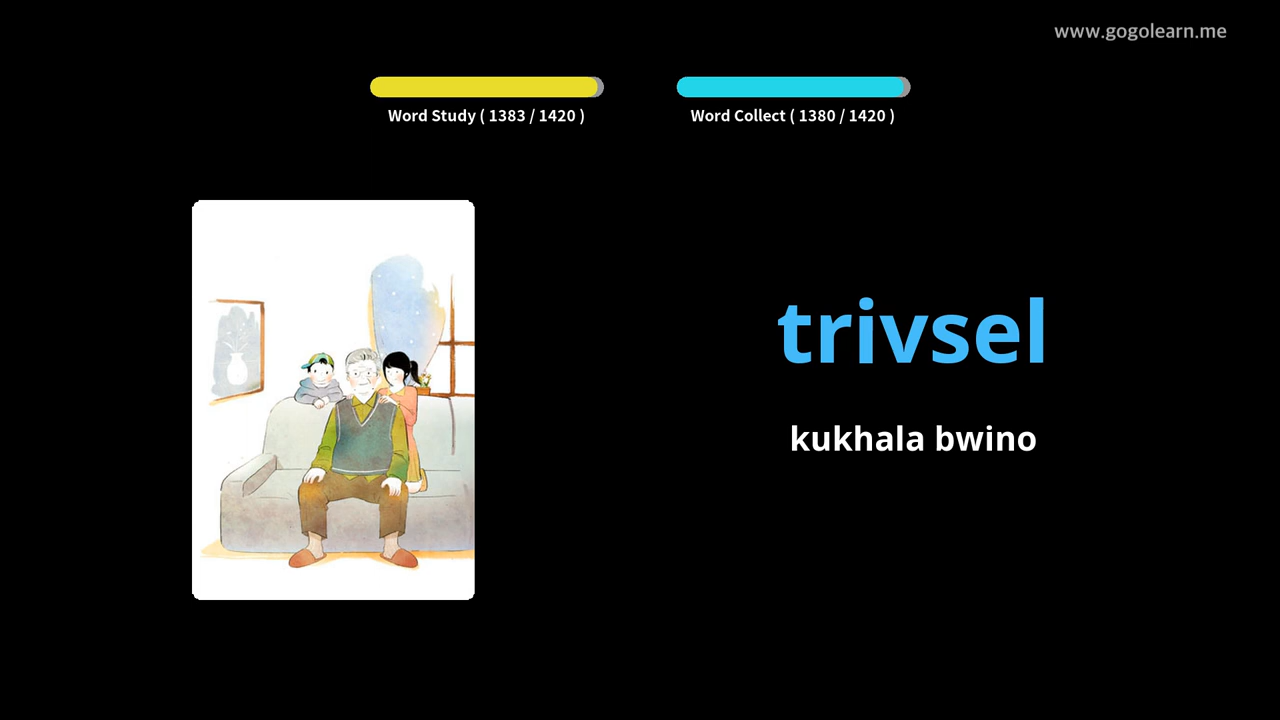 www.gogolearn.me
Word Study ( 1383 / 1420 )
Word Collect ( 1380 / 1420 )
trivsel
kukhala bwino